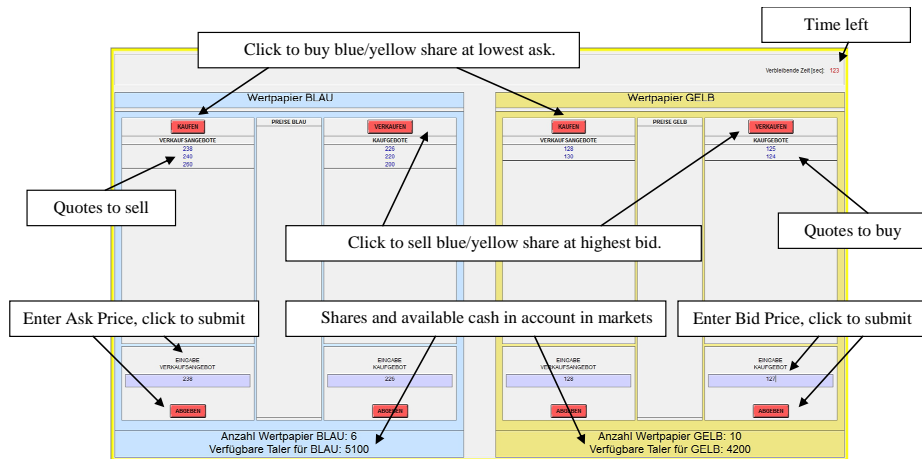 Time left
Click to buy blue/yellow share at lowest ask.
Verbleibende Zeit [sec]: 123
Wertpapier BLAU
Wertpapier GELB
KAUFEN
PREISE BLAU
VERKAUFEN
KAUFEN
PREISE GELB
VERKAUFEN
VERKAUFSANGEBOTE
KAUFGEBOTE
VERKAUFSANGEBOTE
KAUFGEBOTE
238
226
128
125
240
220
130
124
260
200
Quotes to sell
Click to sell blue/yellow share at highest bid.
Quotes to buy
Enter Ask Price, click to submit
Shares and available cash in account in markets
Enter Bid Price, click to submit
EINGABE
VERKAUFSANGEBOT
EINGABE
KAUFGEBOT
EINGABE
VERKAUFSANGEBOT
EINGABE
KAUFGEBOT
238
226
128
127
ABGEBEN
ABGEBEN
ABGEBEN
ABGEBEN
Anzahl Wertpapier BLAU: 6
Verfügbare Taler für BLAU: 5100
Anzahl Wertpapier GELB: 10
Verfügbare Taler für GELB: 4200